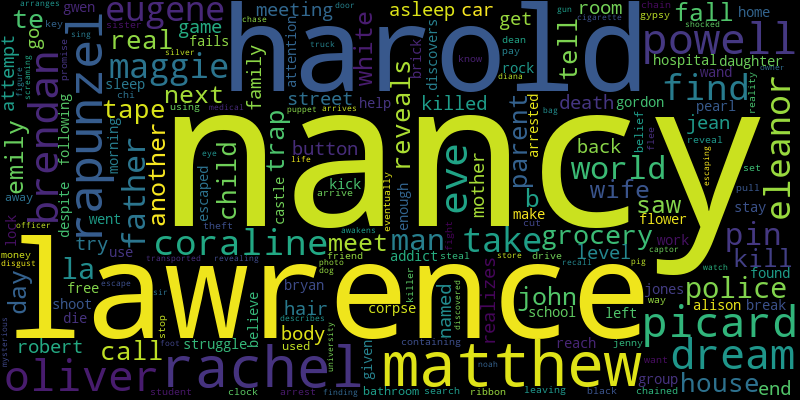 nancy
harold
lawrence
matthew
rachel
picard
oliver
rapunzel
brendan
eugene
powell
coraline
dream
eleanor
eve
find
maggie
father
man
take
world
grocery
police
john
house
pin
kill
saw
wife
tell
fall
white
parent
trap
child
reveals
tape
another
next
real
te
emily
la
day
call
robert
body
hair
meet
button
killed
asleep
car
get
room
meeting
street
family
game
gwen
god
attempt
hospital
daughter
home
wand
pearl
jean
gordon
death
arrested
belief
back
flower
make
b
level
addict
named
realizes
mother
kick
castle
escaped
morning
sleep
chi
using
help
brick
attention
discovers
rock
dean
pay
diana
puppet
arrives
silver
truck
chase
sister
arranges
door
gun
cigarette
chain
gypsy
shocked
key
sing
promise
screaming
figure
fails
following
despite
away
went
try
use
lock
officer
money
disgust
free
shoot
die
escape
stop
sir
transported
revealing
theft
eye
life
arrive
enough
eventually
awakens
friend
photo
dog
steal
store
drive
recall
pig
cut
bag
know
flee
escaping
reality
owner
reveal
set
stay
pull
work
captor
watch
found
jones
way
alison
break
want
jenny
group
chained
end
black
noah
reach
left
school
discovered
killer
corpse
containing
describes
bryan
believe
given
used
struggle
foot
arrest
clock
student
mysterious
finding
university
bathroom
search
ribbon
leaving
medical